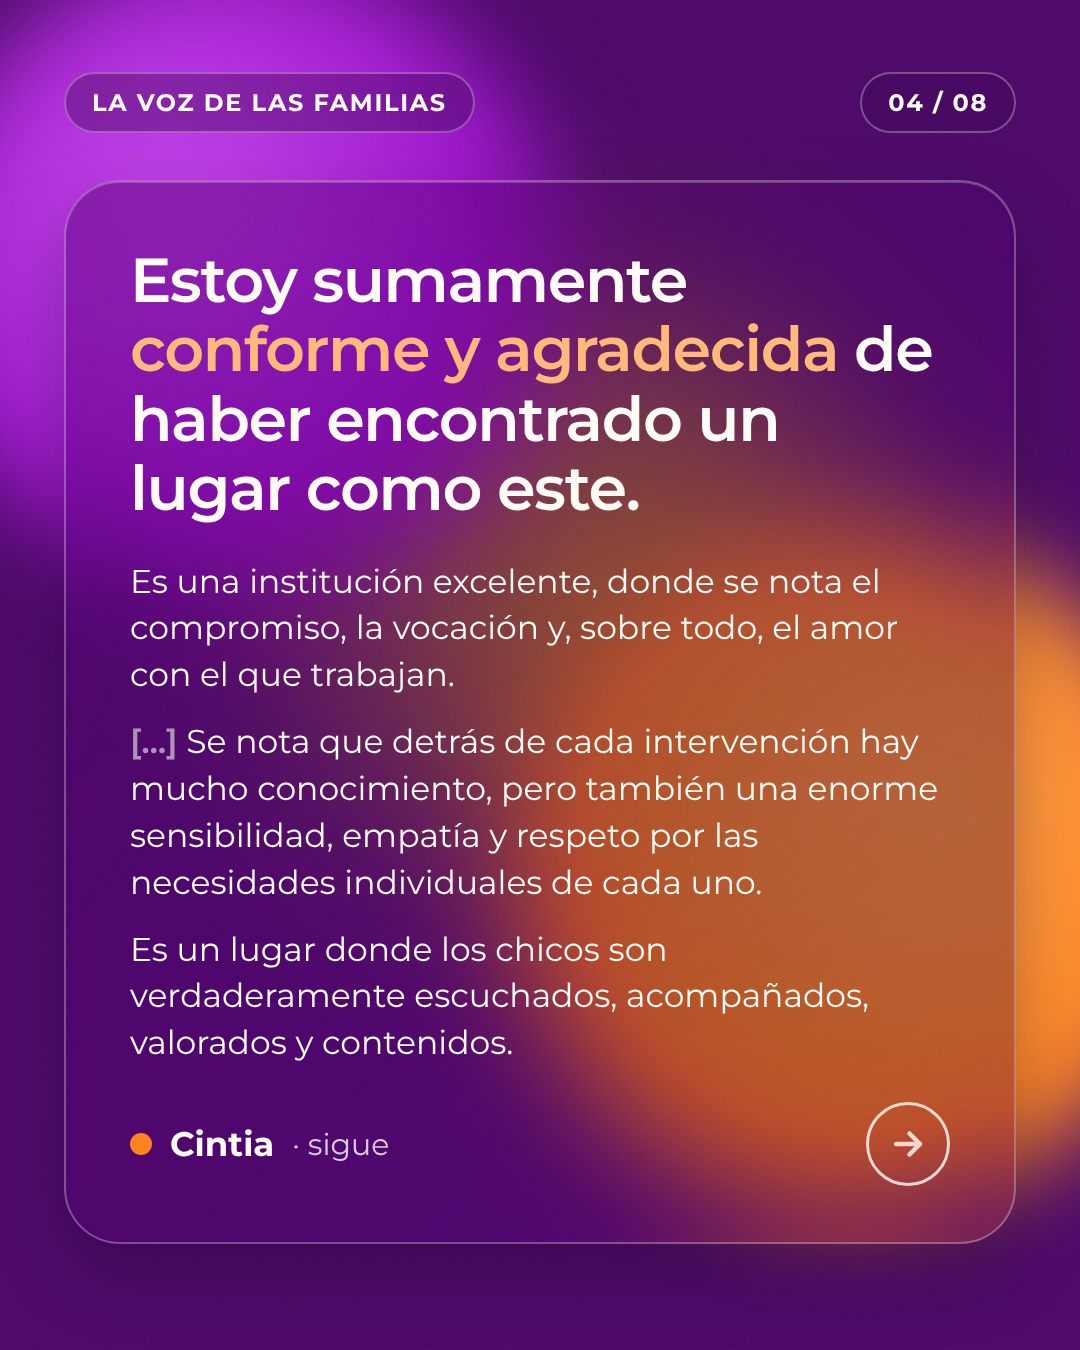 LA VOZ DE LAS FAMILIAS
04 / 08
Estoy sumamente
conforme y agradecida de
haber encontrado un
lugar como este.
Es una institución excelente, donde se nota el
compromiso, la vocación y, sobre todo, el amor
con el que trabajan.
[...] Se nota que detrás de cada intervención hay
mucho conocimiento, pero también una enorme
sensibilidad, empatía y respeto por las
necesidades individuales de cada uno.
Es un lugar donde los chicos son
verdaderamente escuchados, acompañados,
valorados y contenidos.
Cintia · sigue